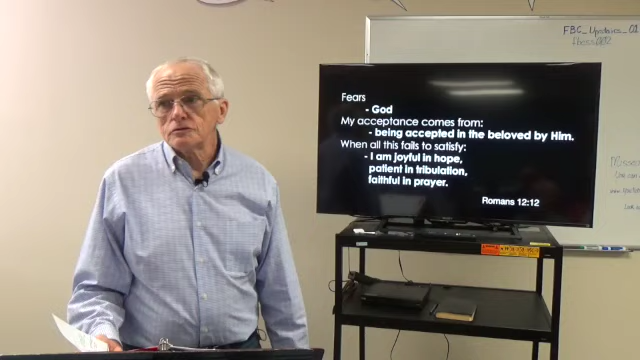 FBC_Updates_
Fears
- God
My acceptance comes from:
- being accepted in the beloved by Him.
When all this fails to satisfy:
- I am joyful in hope,
patient in tribulation,
faithful in prayer.
Romans 12:12